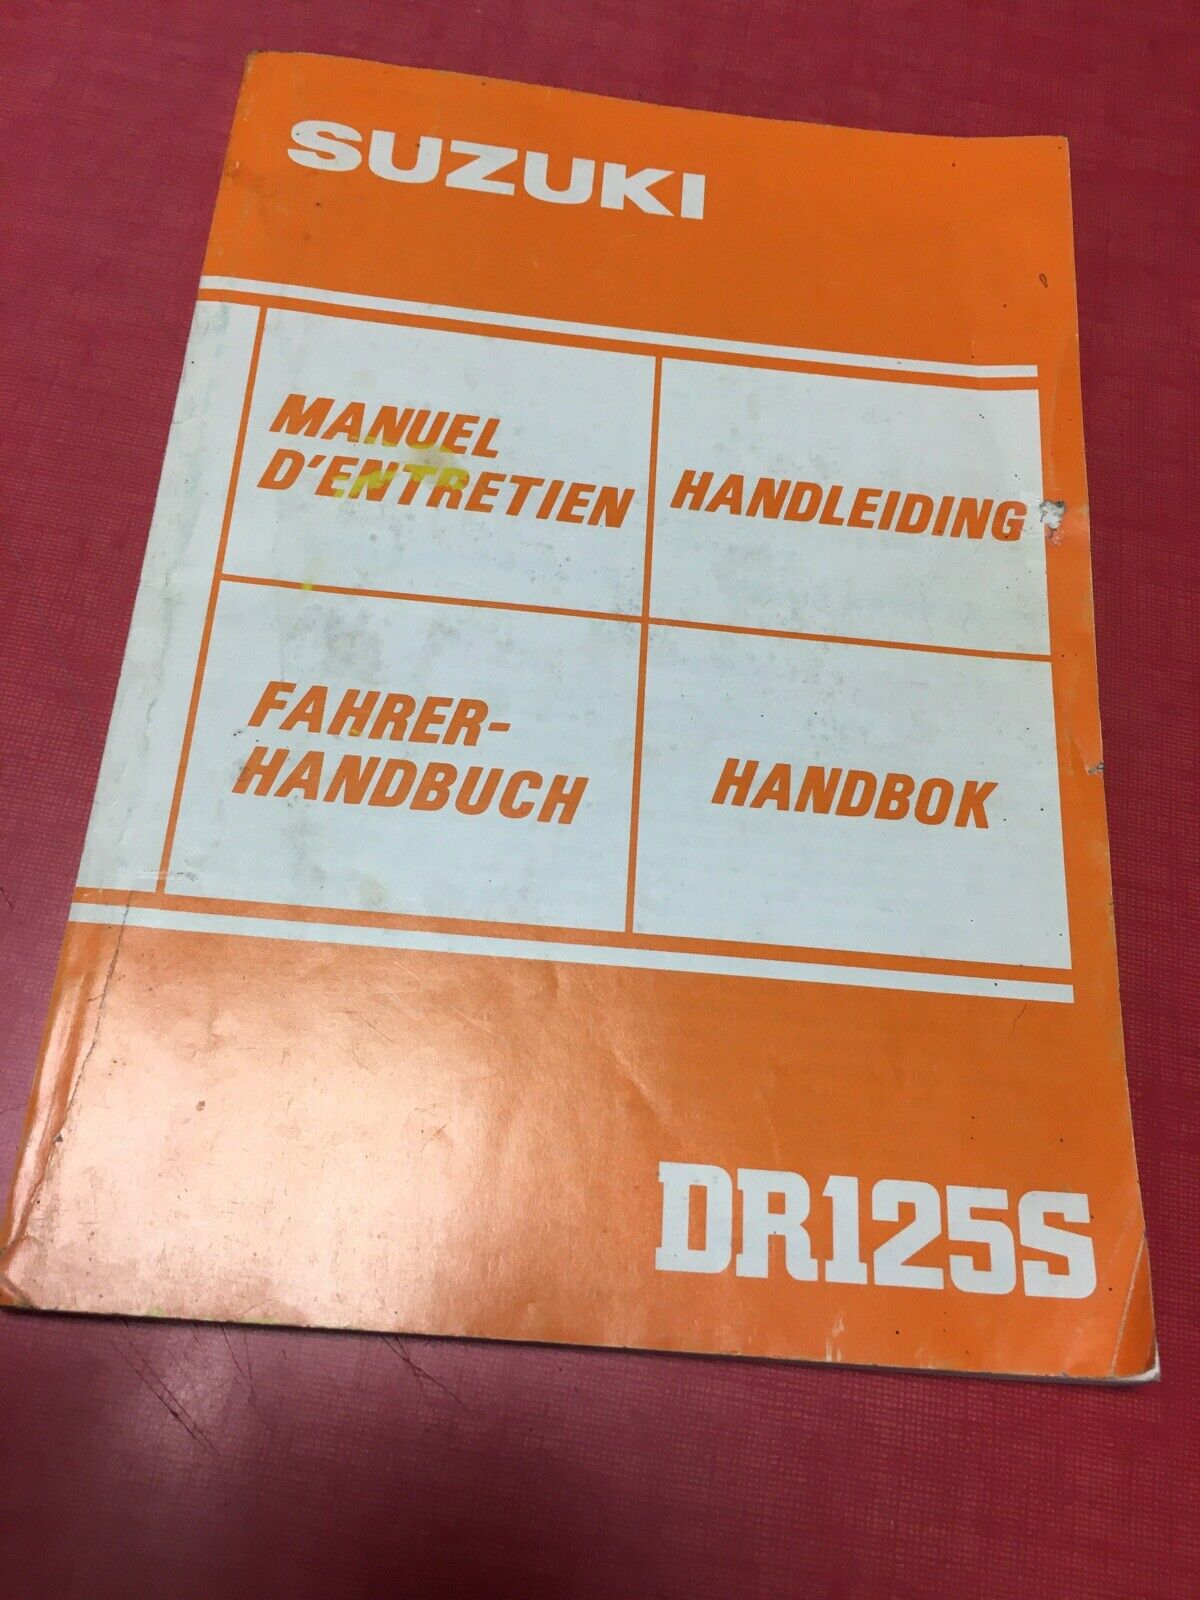 SUZUKI
MANUEL
D'ENTRETIEN
HANDLEIDING
FAHRER-
HANDBUCH
HANDBOK
DR125S